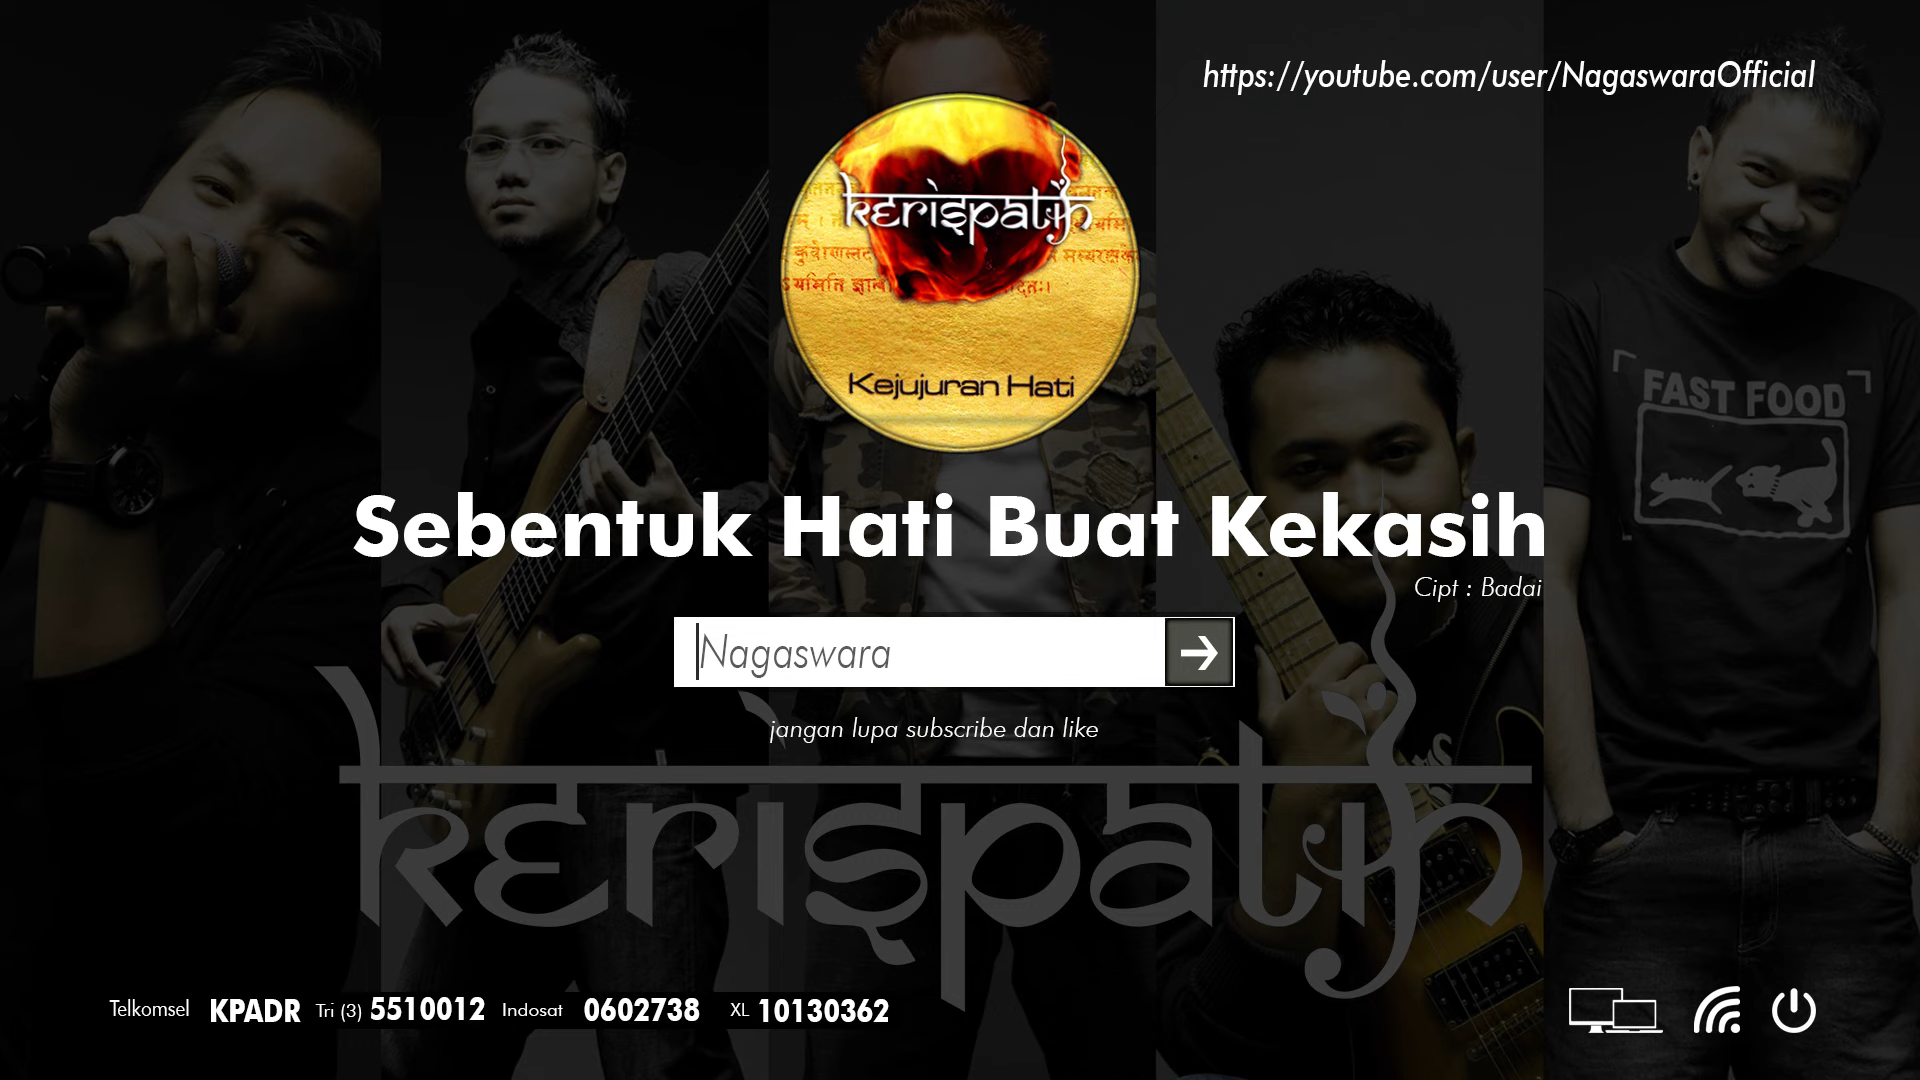 https://youtube.com/user/NagaswaraOfficial
kerispatih
Kejujuran Hati
FAST FOOD
Sebentuk Hati Buat Kekasih
Cipt : Badai
Nagaswara
jangan lupa subscribe dan like
kerispatih
Telkomsel KPADR Tri (3) 5510012 Indosat 0602738 XL 10130362